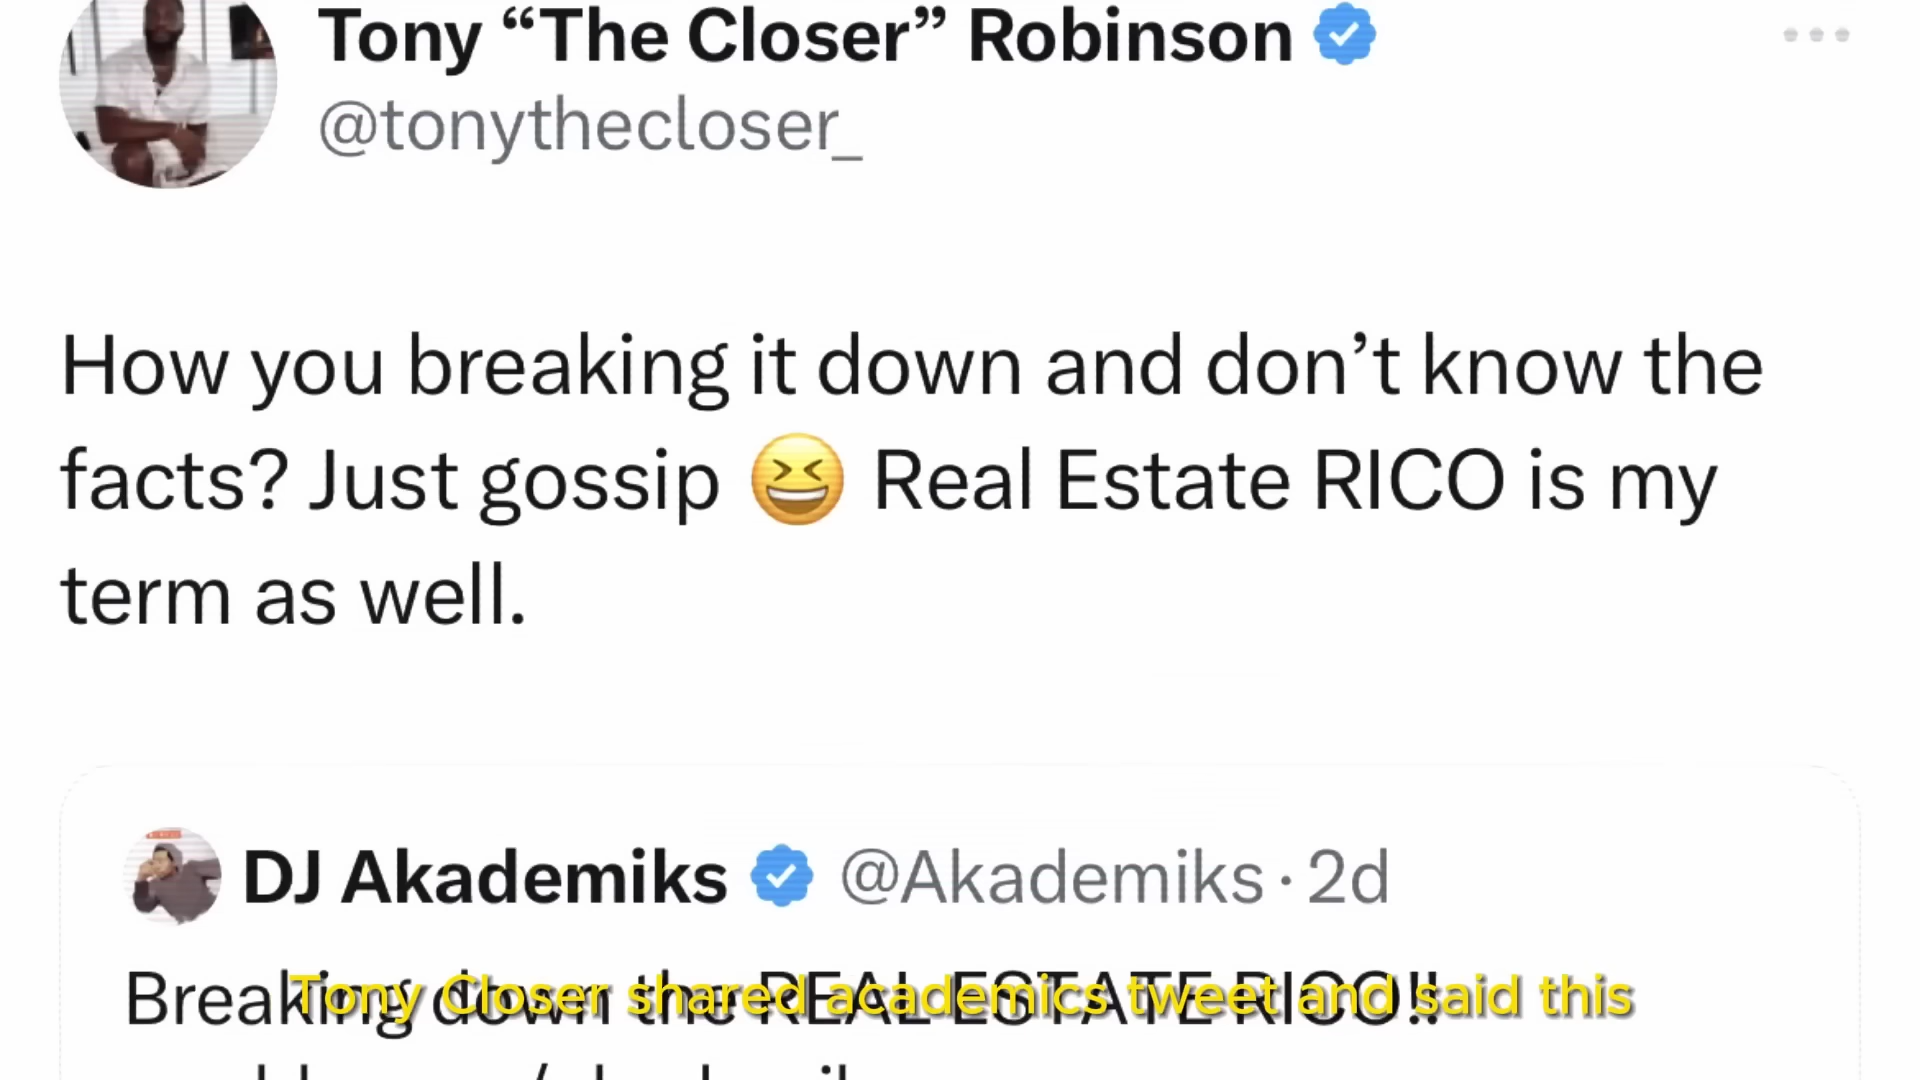 Tony “The Closer” Robinson
@tonythecloser_
How you breaking it down and don’t know the
facts? Just gossip 😆 Real Estate RICO is my
term as well.
DJ Akademiks @Akademiks · 2d
Breaking down the REAL ESTATE RICO!!
Tony Closer shared academics tweet and said this